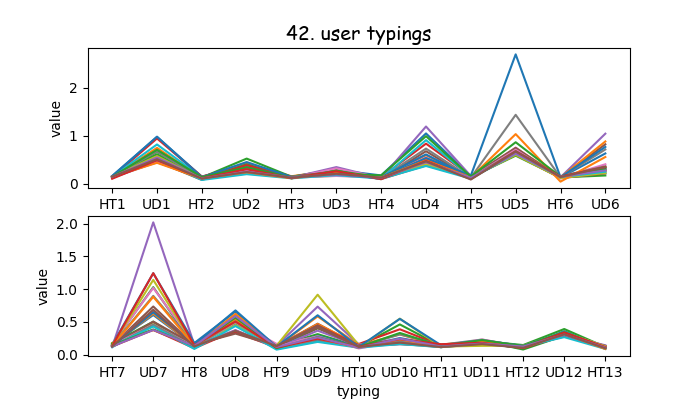 42. user typings
value
2
1
0
HT1 UD1 HT2 UD2 HT3 UD3 HT4 UD4 HT5 UD5 HT6 UD6
value
2.0
1.5
1.0
0.5
0.0
HT7 UD7 HT8 UD8 HT9 UD9 HT10 UD10 HT11 UD11 HT12 UD12 HT13
typing